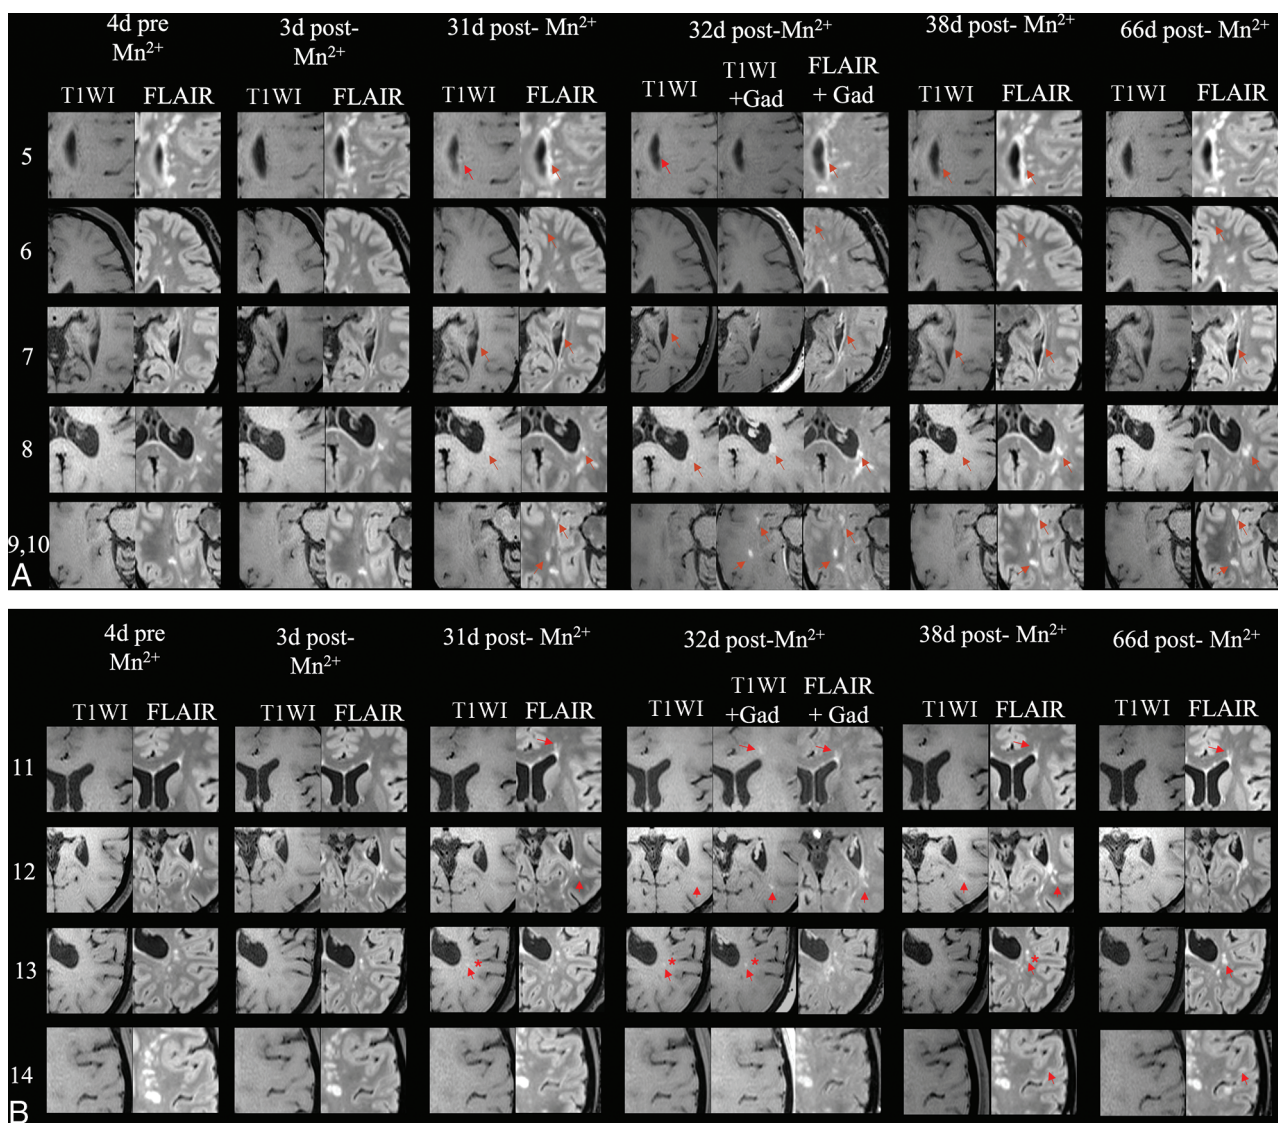 4d pre Mn²⁺ 3d post- Mn²⁺ 31d post- Mn²⁺ 32d post-Mn²⁺ 38d post- Mn²⁺ 66d post- Mn²⁺
T1WI FLAIR T1WI FLAIR T1WI FLAIR T1WI T1WI +Gad FLAIR + Gad T1WI FLAIR T1WI FLAIR
5
6
7
8
9,10
A
4d pre Mn²⁺ 3d post- Mn²⁺ 31d post- Mn²⁺ 32d post-Mn²⁺ 38d post- Mn²⁺ 66d post- Mn²⁺
T1WI FLAIR T1WI FLAIR T1WI FLAIR T1WI T1WI +Gad FLAIR + Gad T1WI FLAIR T1WI FLAIR
11
12
13
* * * *
14
B